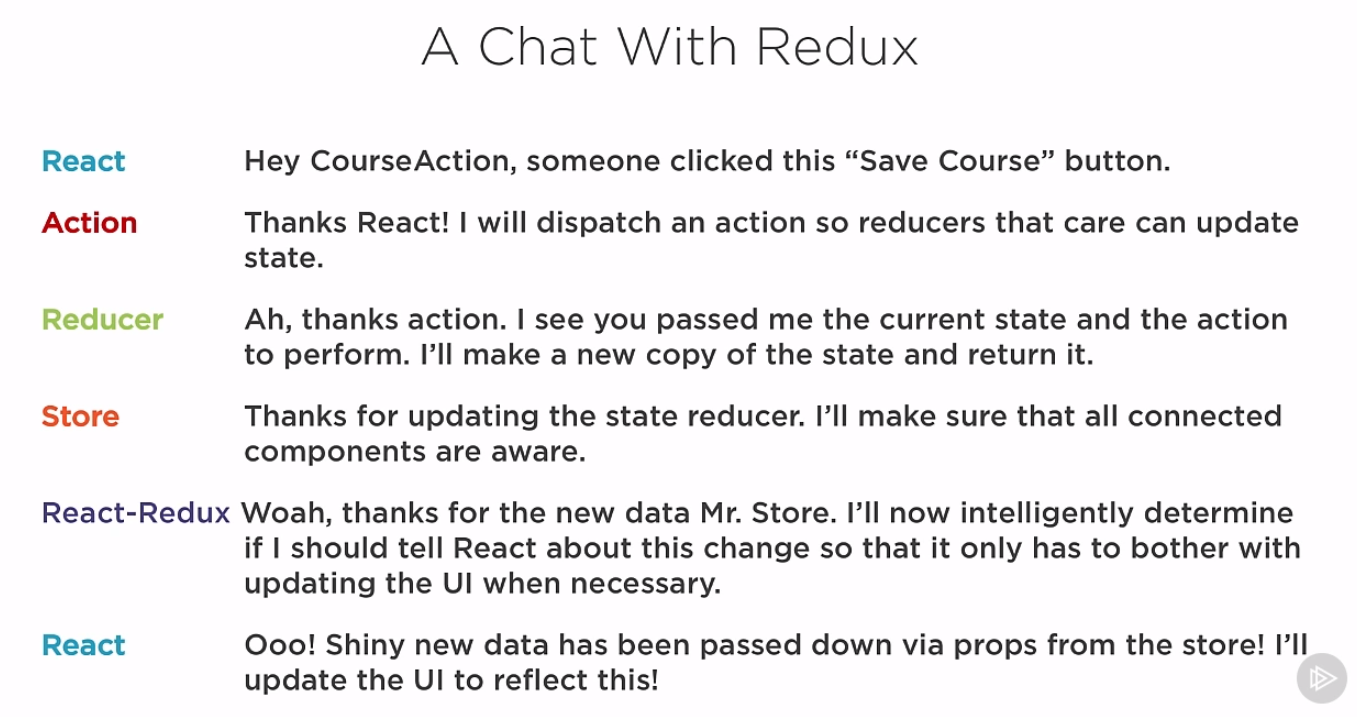 A Chat With Redux
React Hey CourseAction, someone clicked this “Save Course” button.
Action Thanks React! I will dispatch an action so reducers that care can update
state.
Reducer Ah, thanks action. I see you passed me the current state and the action
to perform. I’ll make a new copy of the state and return it.
Store Thanks for updating the state reducer. I’ll make sure that all connected
components are aware.
React-Redux Woah, thanks for the new data Mr. Store. I’ll now intelligently determine
if I should tell React about this change so that it only has to bother with
updating the UI when necessary.
React Ooo! Shiny new data has been passed down via props from the store! I’ll
update the UI to reflect this!